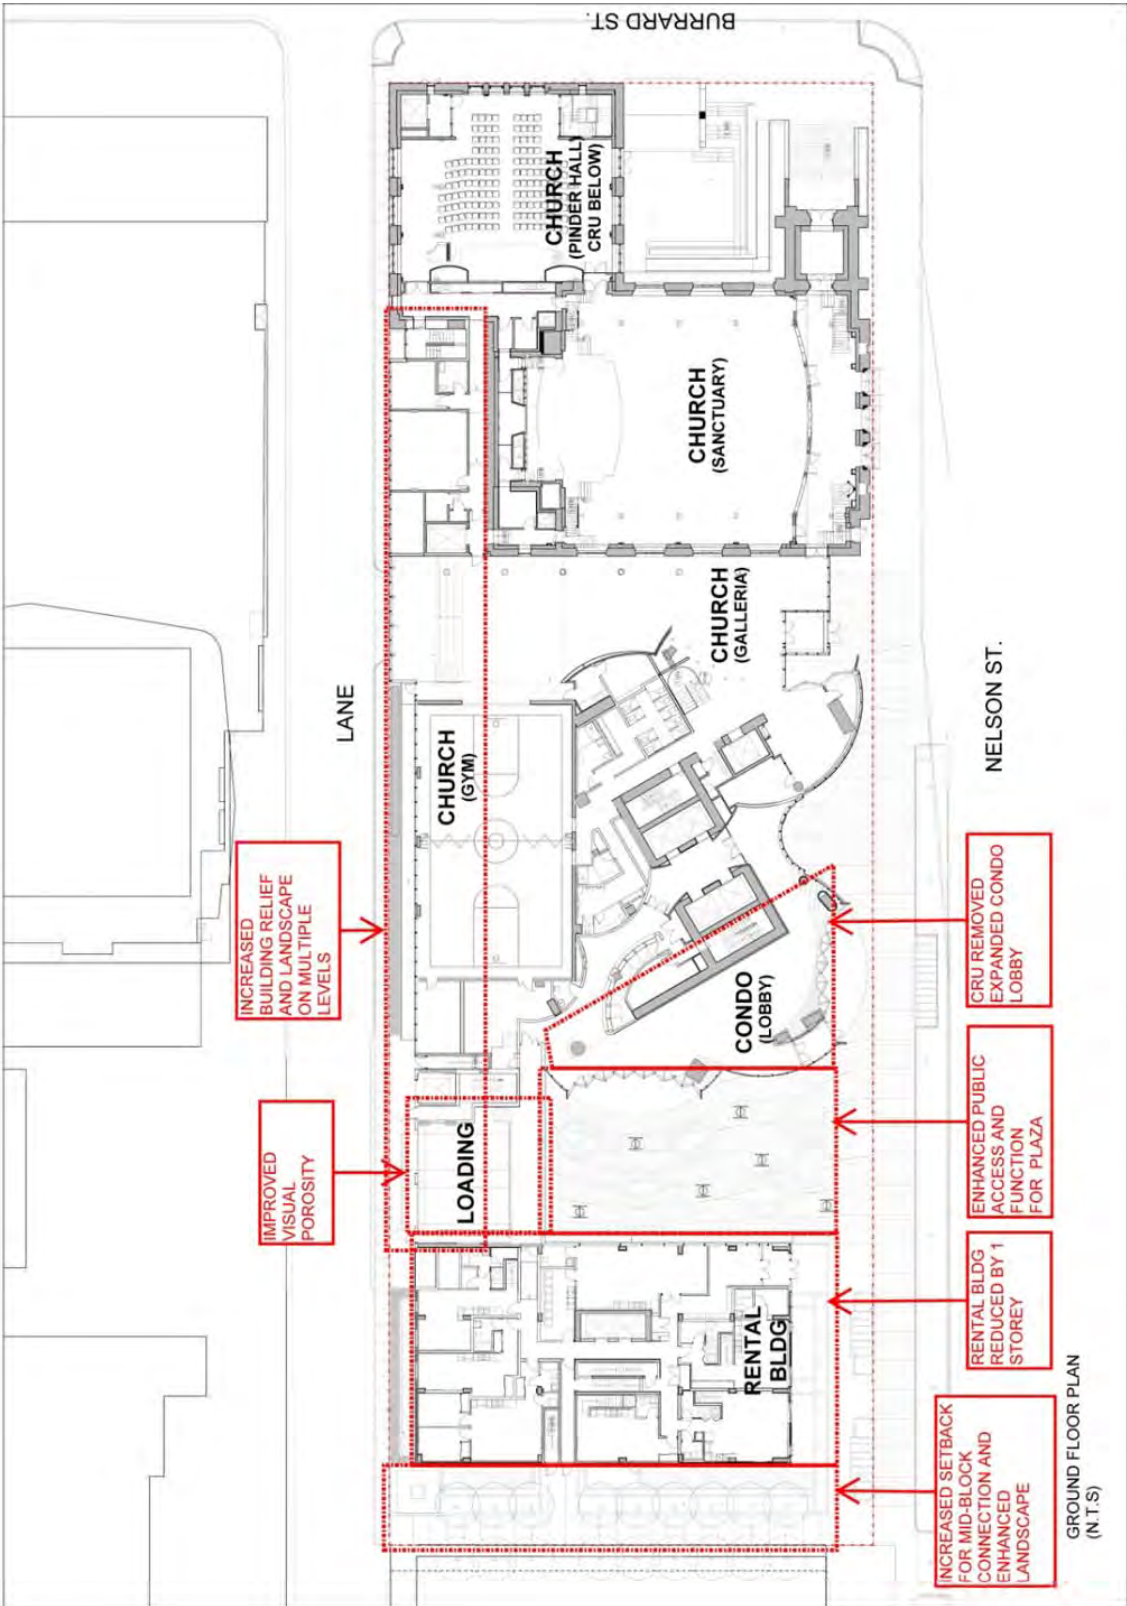 BURRARD ST.
CHURCH
(PINDER HALL)
CRU BELOW)
CHURCH
(SANCTUARY)
CHURCH
(GALLERIA)
LANE
CHURCH
(GYM)
NELSON ST.
CONDO
(LOBBY)
LOADING
RENTAL
BLDG
INCREASED
BUILDING RELIEF
AND LANDSCAPE
ON MULTIPLE
LEVELS
IMPROVED
VISUAL
POROSITY
CRU REMOVED
EXPANDED CONDO
LOBBY
ENHANCED PUBLIC
ACCESS AND
FUNCTION
FOR PLAZA
RENTAL BLDG
REDUCED BY 1
STOREY
INCREASED SETBACK
FOR MID-BLOCK
CONNECTION AND
ENHANCED
LANDSCAPE
GROUND FLOOR PLAN
(N.T.S)